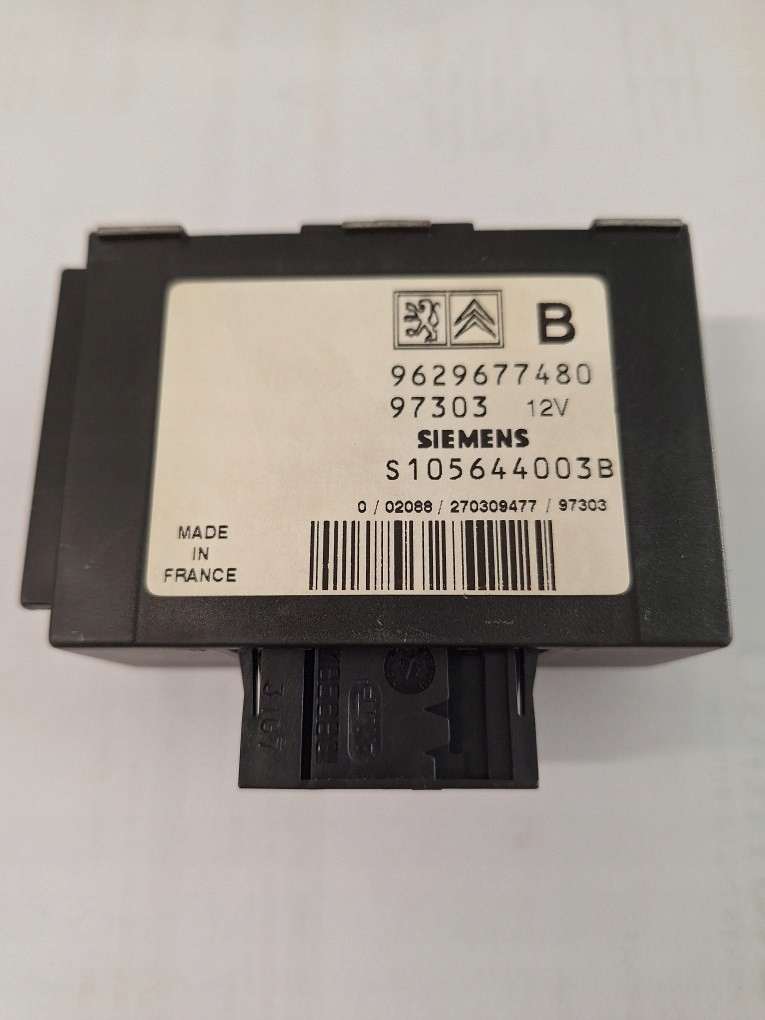 B
9629677480
97303 12V
SIEMENS
S105644003B
0 / 02088 / 270309477 / 97303
MADE
IN
FRANCE